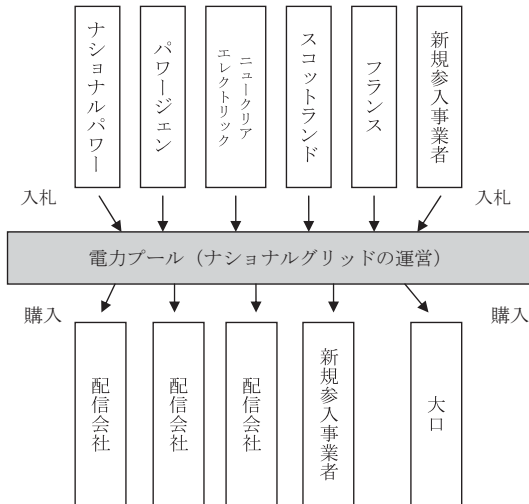 ナショナルパワー
パワージェン
ニュークリア
エレクトリック
スコットランド
フランス
新規参入事業者
入札
入札
電力プール（ナショナルグリッドの運営）
購入
購入
配信会社
配信会社
配信会社
新規参入事業者
大口